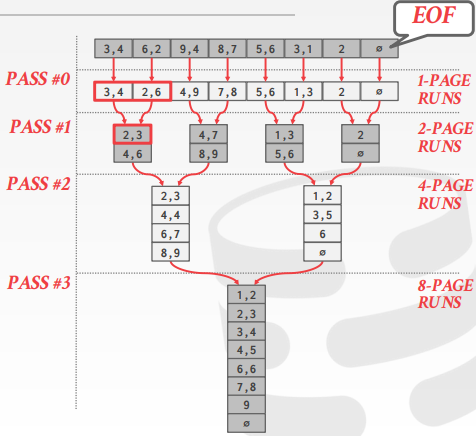 EOF
3,4 6,2 9,4 8,7 5,6 3,1 2 ø
PASS #0
3,4 2,6 4,9 7,8 5,6 1,3 2 ø
1-PAGE
RUNS
PASS #1
2,3 4,7 1,3 2
4,6 8,9 5,6 ø
2-PAGE
RUNS
PASS #2
2,3 1,2
4,4 3,5
6,7 6
8,9 ø
4-PAGE
RUNS
PASS #3
1,2
2,3
3,4
4,5
6,6
7,8
9
ø
8-PAGE
RUNS